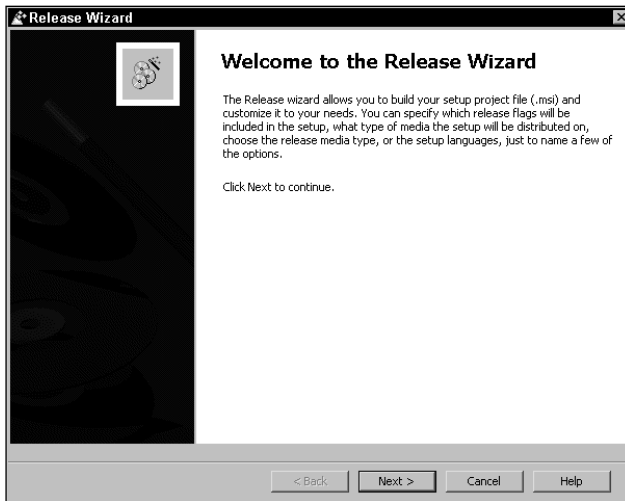 Release Wizard
Welcome to the Release Wizard
The Release wizard allows you to build your setup project file (.msi) and
customize it to your needs. You can specify which release flags will be
included in the setup, what type of media the setup will be distributed on,
choose the release media type, or the setup languages, just to name a few of
the options.
Click Next to continue.
< Back Next > Cancel Help